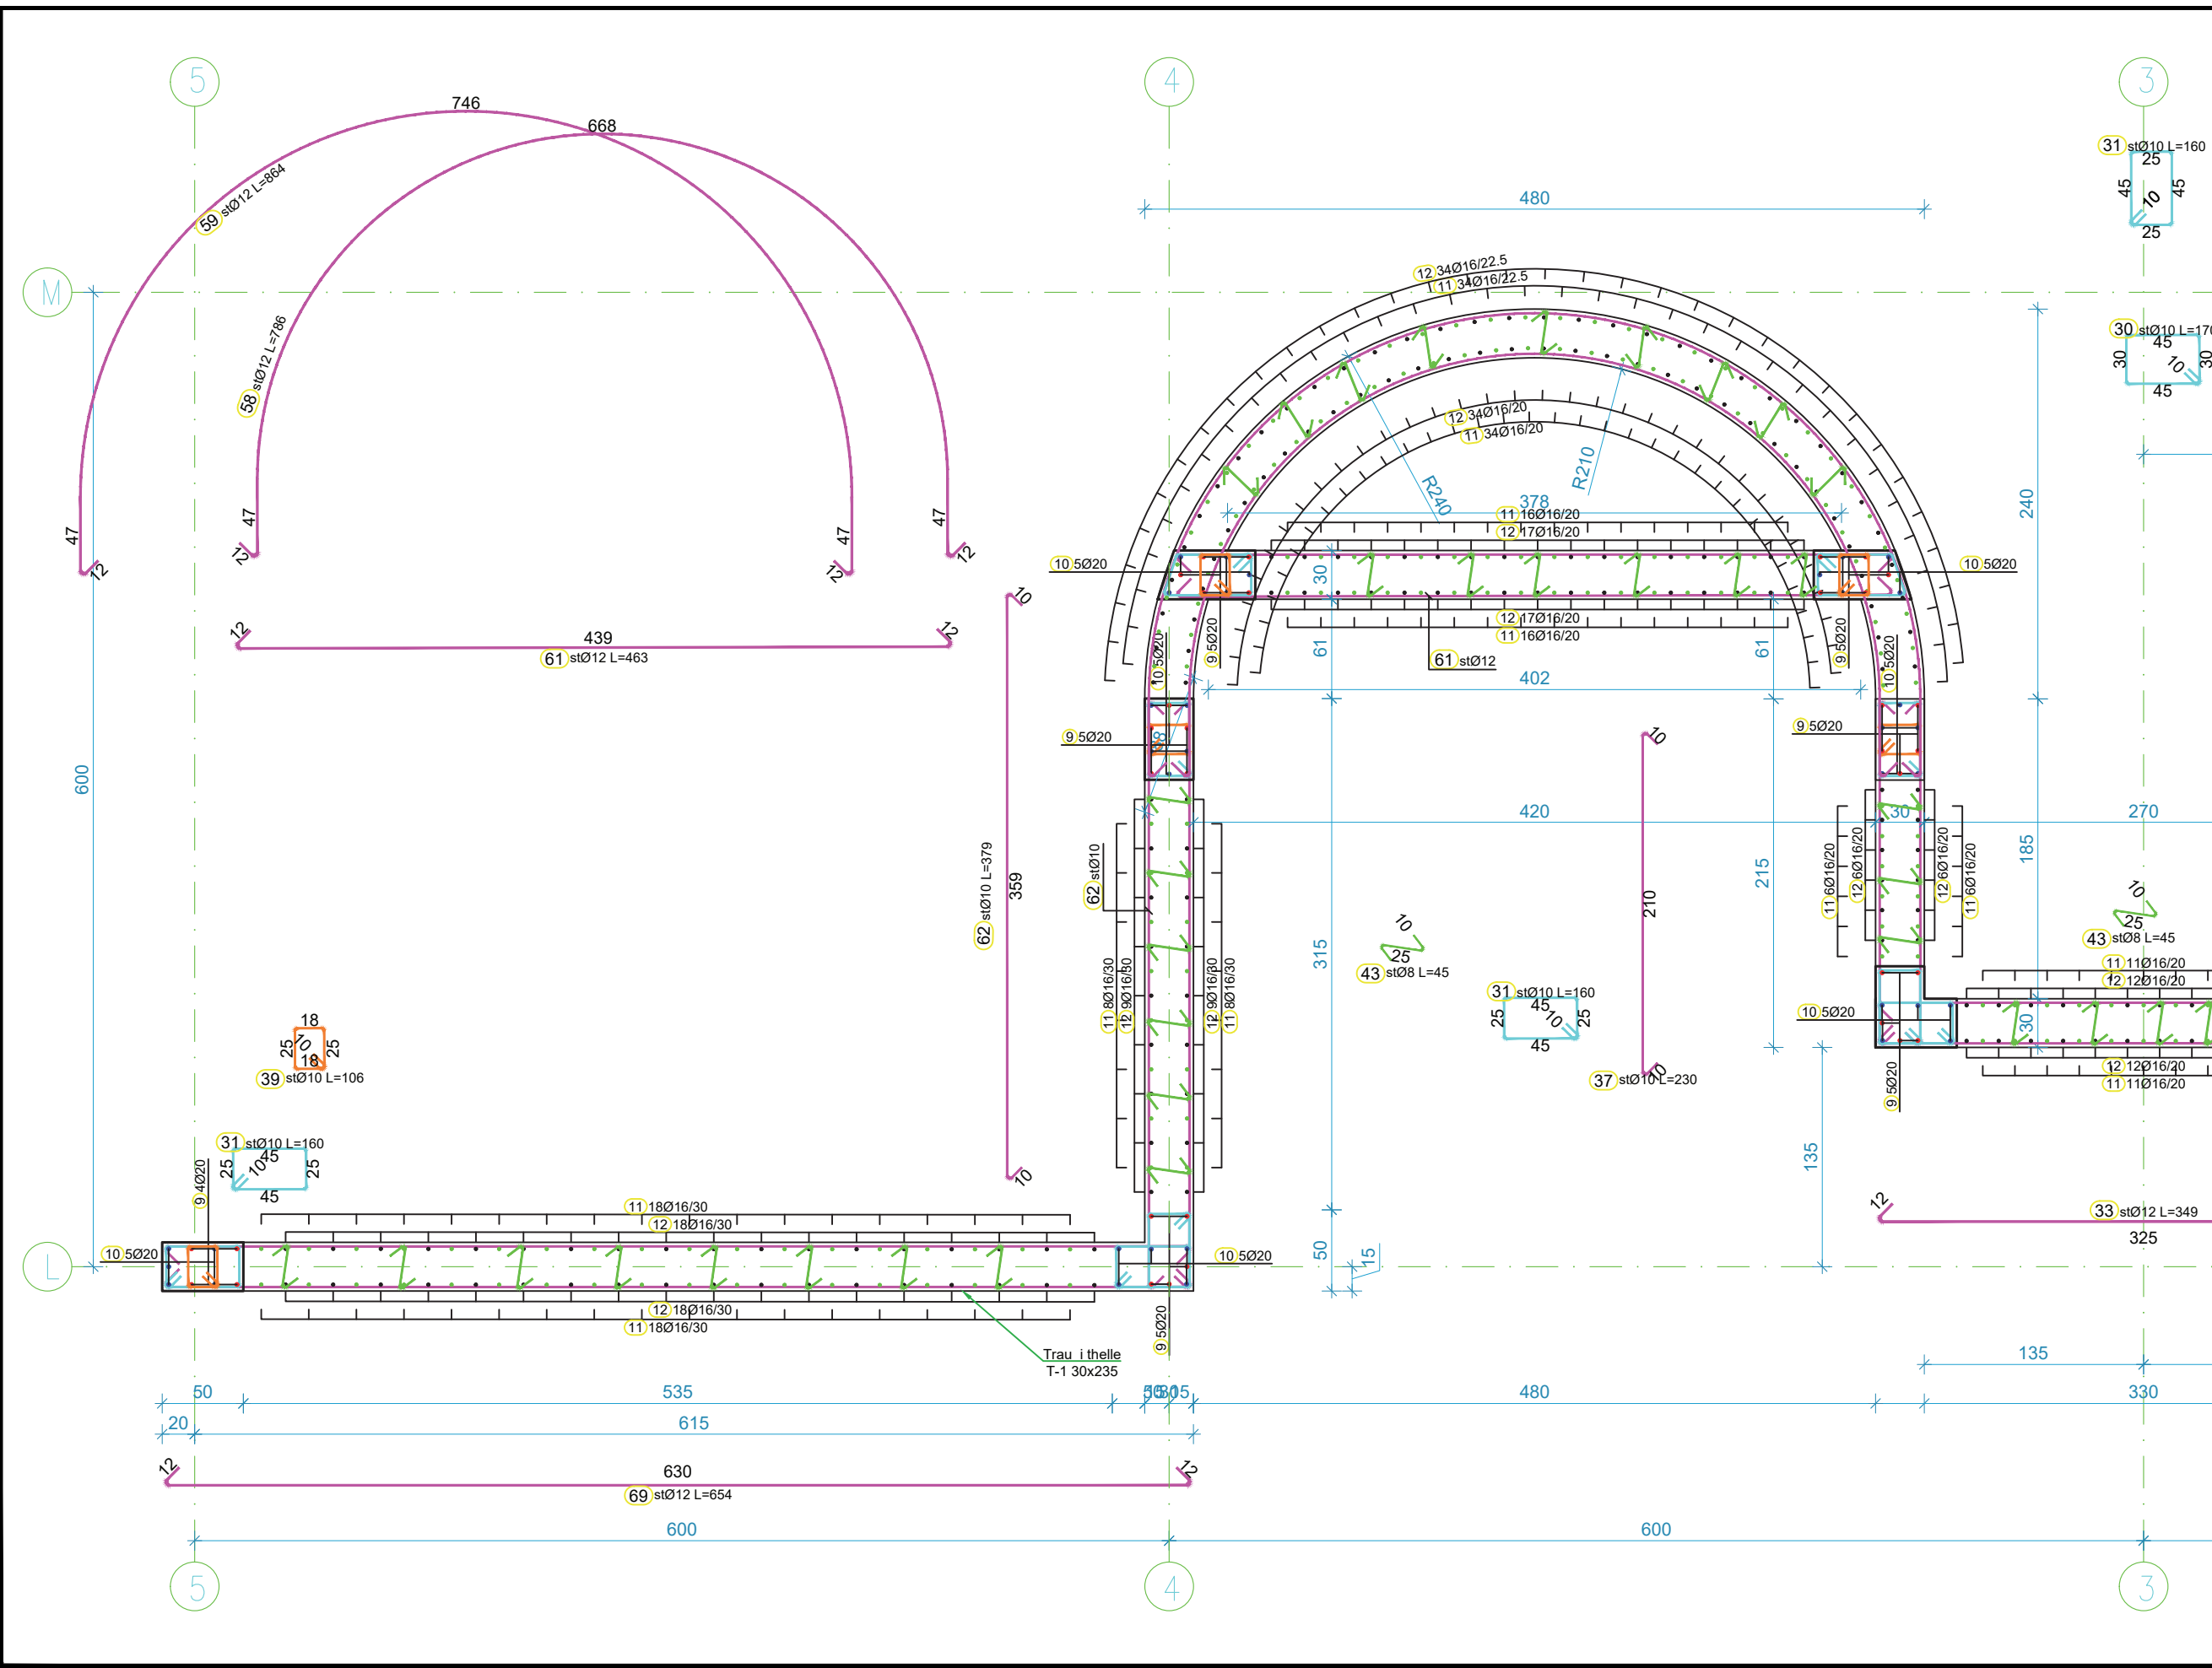 5
4
3
746
668
59 stØ12 L=864
58 stØ12 L=786
47
12
47
12
47
12
47
12
M
480
31 stØ10 L=160
25
45
10
45
25
30 stØ10 L=170
45
30
10
30
45
12 34Ø16/22.5
11 34Ø16/22.5
12 34Ø16/20
11 34Ø16/20
R240
R210
378
11 16Ø16/20
12 17Ø16/20
10 5Ø20
10 5Ø20
30
240
12 17Ø16/20
11 16Ø16/20
61 stØ12
61
61
9 5Ø20
10 5Ø20
9 5Ø20
10 5Ø20
402
12
439
12
61 stØ12 L=463
10
62 stØ10 L=379
359
10
600
9 5Ø20
9 5Ø20
420
30
270
62 stØ10
11 8Ø16/30
12 9Ø16/30
12 9Ø16/30
11 8Ø16/30
315
10
25
43 stØ8 L=45
31 stØ10 L=160
45
25
10
25
45
10
210
10
37 stØ10 L=230
215
185
11 6Ø16/20
12 6Ø16/20
12 6Ø16/20
11 6Ø16/20
10
25
43 stØ8 L=45
11 11Ø16/20
12 12Ø16/20
30
12 12Ø16/20
11 11Ø16/20
10 5Ø20
9 5Ø20
135
12
33 stØ12 L=349
325
18
25
10
25
18
39 stØ10 L=106
31 stØ10 L=160
45
25
10
25
45
9 4Ø20
10 5Ø20
11 18Ø16/30
12 18Ø16/30
L
12 18Ø16/30
11 18Ø16/30
10 5Ø20
9 5Ø20
50
15
Trau i thelle
T-1 30x235
135
50
535
480
330
20
615
12
630
12
69 stØ12 L=654
600
600
5
4
3